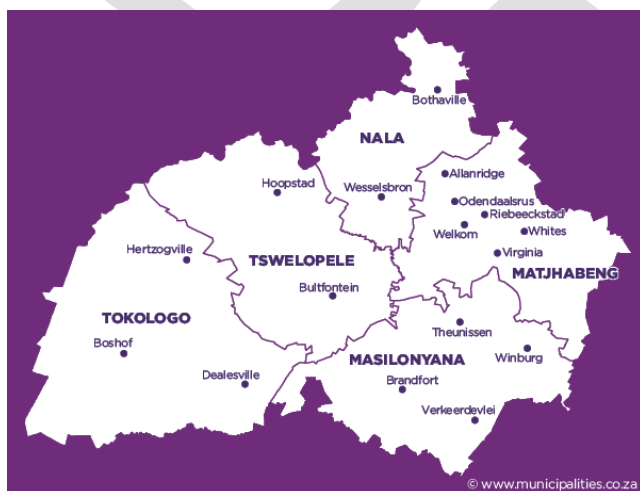 Bothaville
NALA
Allanridge
Hoopstad
Wesselsbron
Odendaalsrus
Riebeeckstad
Welkom
Whites
Virginia
Hertzogville
TSWELOPELE
MATJHABENG
Bultfontein
TOKOLOGO
Theunissen
Boshof
MASILONYANA
Winburg
Dealesville
Brandfort
Verkeerdevlei
© www.municipalities.co.za